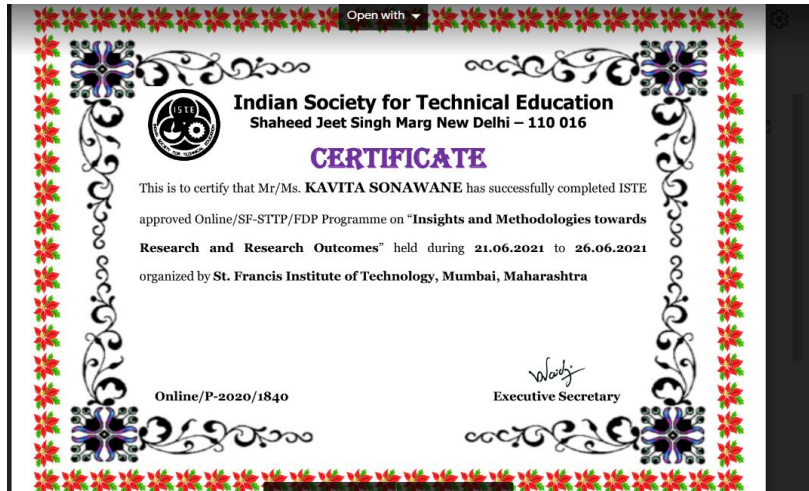 Open with
ISTE
Indian Society for Technical Education
Shaheed Jeet Singh Marg New Delhi – 110 016
CERTIFICATE
This is to certify that Mr/Ms. KAVITA SONAWANE has successfully completed ISTE
approved Online/SF-STTP/FDP Programme on “Insights and Methodologies towards
Research and Research Outcomes” held during 21.06.2021 to 26.06.2021
organized by St. Francis Institute of Technology, Mumbai, Maharashtra
Online/P-2020/1840
Executive Secretary